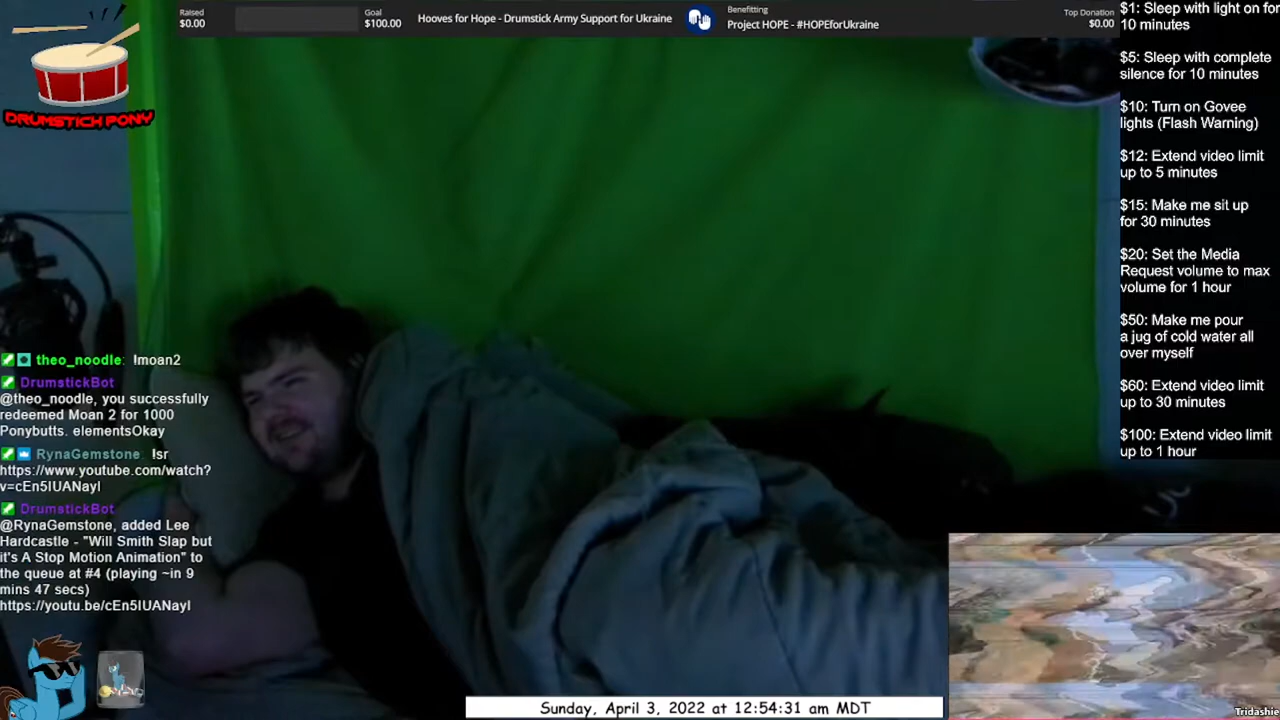 Raised
$0.00
Goal
$100.00
Hooves for Hope - Drumstick Army Support for Ukraine
Benefitting
Project HOPE - #HOPEforUkraine
Top Donation
$0.00
DRUMSTICH PONY
$1: Sleep with light on for
10 minutes
$5: Sleep with complete
silence for 10 minutes
$10: Turn on Govee
lights (Flash Warning)
$12: Extend video limit
up to 5 minutes
$15: Make me sit up
for 30 minutes
$20: Set the Media
Request volume to max
volume for 1 hour
$50: Make me pour
a jug of cold water all
over myself
$60: Extend video limit
up to 30 minutes
$100: Extend video limit
up to 1 hour
theo_noodle: !moan2
DrumstickBot
@theo_noodle, you successfully
redeemed Moan 2 for 1000
Ponybutts. elementsOkay
RynaGemstone: !sr
https://www.youtube.com/watch?
v=cEn5IUANayI
DrumstickBot
@RynaGemstone, added Lee
Hardcastle - "Will Smith Slap but
it's A Stop Motion Animation" to
the queue at #4 (playing ~in 9
mins 47 secs)
https://youtu.be/cEn5IUANayI
Sunday, April 3, 2022 at 12:54:31 am MDT
Tridashie